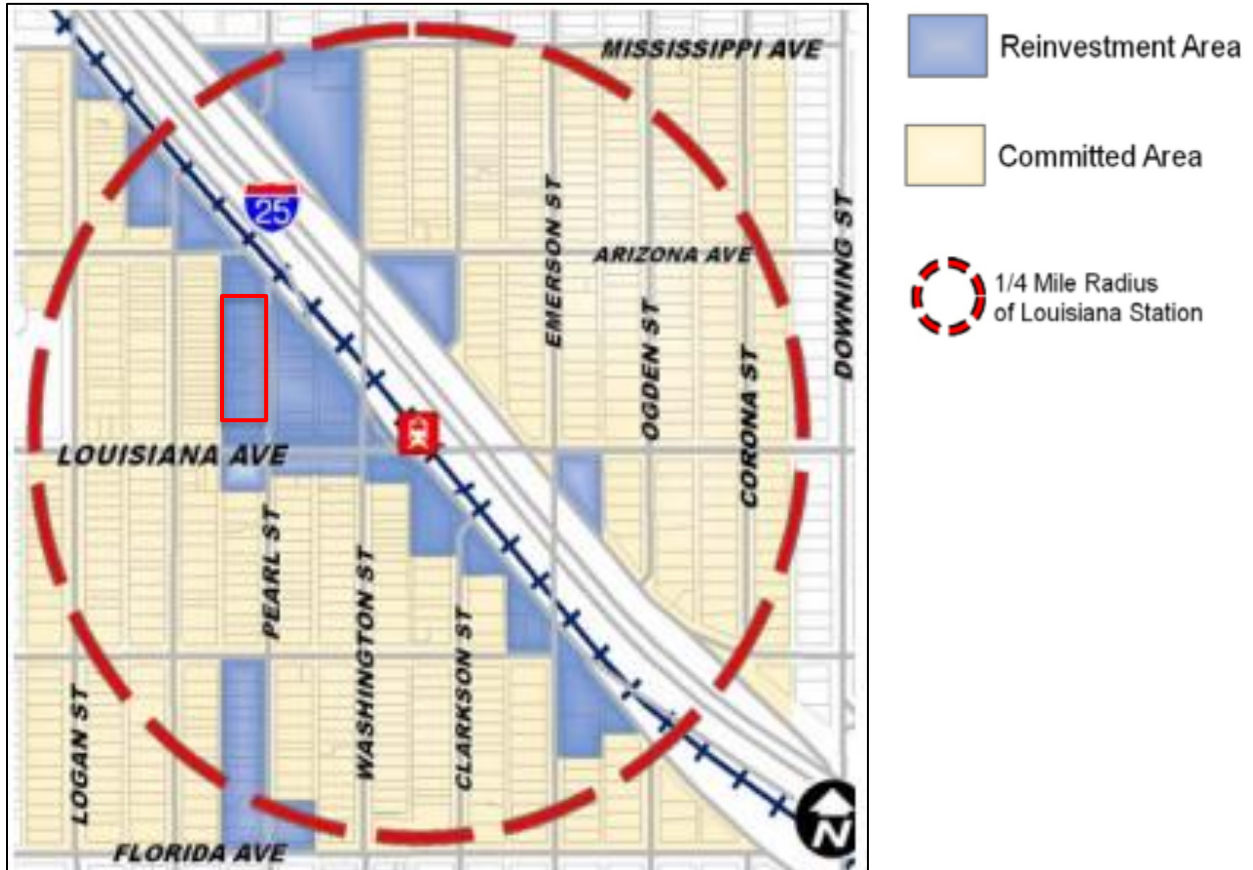 MISSISSIPPI AVE
25
ARIZONA AVE
EMERSON ST
OGDEN ST
CORONA ST
DOWNING ST
LOUISIANA AVE
PEARL ST
WASHINGTON ST
CLARKSON ST
LOGAN ST
FLORIDA AVE
N
Reinvestment Area
Committed Area
1/4 Mile Radius
of Louisiana Station